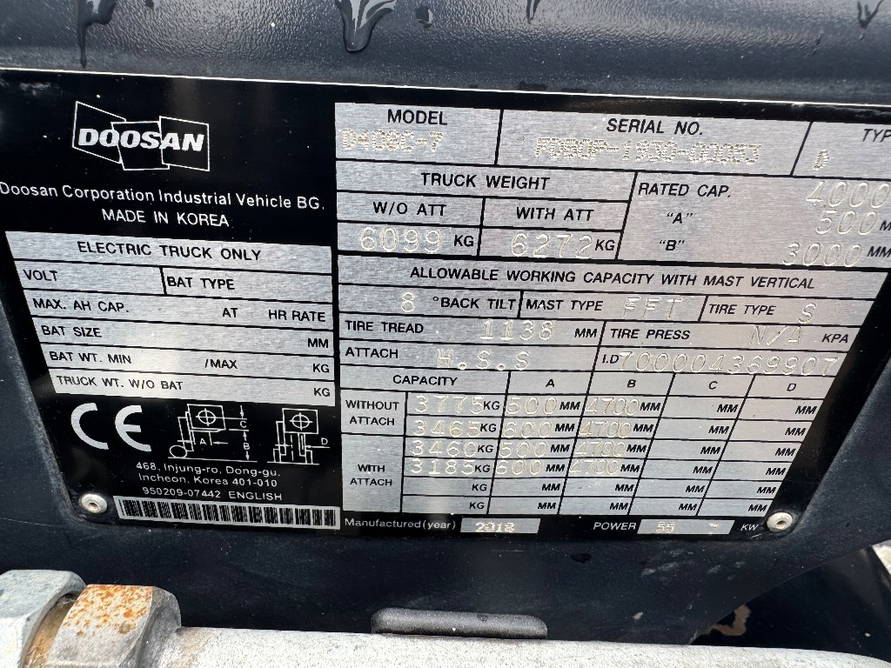 DOOSAN
Doosan Corporation Industrial Vehicle BG.
MADE IN KOREA
ELECTRIC TRUCK ONLY
VOLT BAT TYPE
MAX. AH CAP. AT HR RATE
BAT SIZE MM
BAT WT. MIN /MAX KG
TRUCK WT. W/O BAT KG
CE
A B C D
468, Injung-ro, Dong-gu.
Incheon, Korea 401-010
950209-07442 ENGLISH
MODEL SERIAL NO. TYP
D
TRUCK WEIGHT RATED CAP. 4000
W/O ATT WITH ATT "A" 500 M
6099 KG 6272 KG "B" 3000 MM
ALLOWABLE WORKING CAPACITY WITH MAST VERTICAL
8 °BACK TILT MAST TYPE FFT TIRE TYPE S
TIRE TREAD 1138 MM TIRE PRESS N/A KPA
ATTACH H.S.S I.D 700004369907
CAPACITY A B C D
WITHOUT ATTACH 3775 KG 500 MM 4700 MM MM MM
3465 KG 600 MM 4700 MM MM MM
3460 KG 500 MM 4700 MM MM MM
WITH ATTACH 3185 KG 600 MM 4700 MM MM MM
KG MM MM MM MM
KG MM MM MM MM
Manufactured (year) 2018 POWER 55 - KW